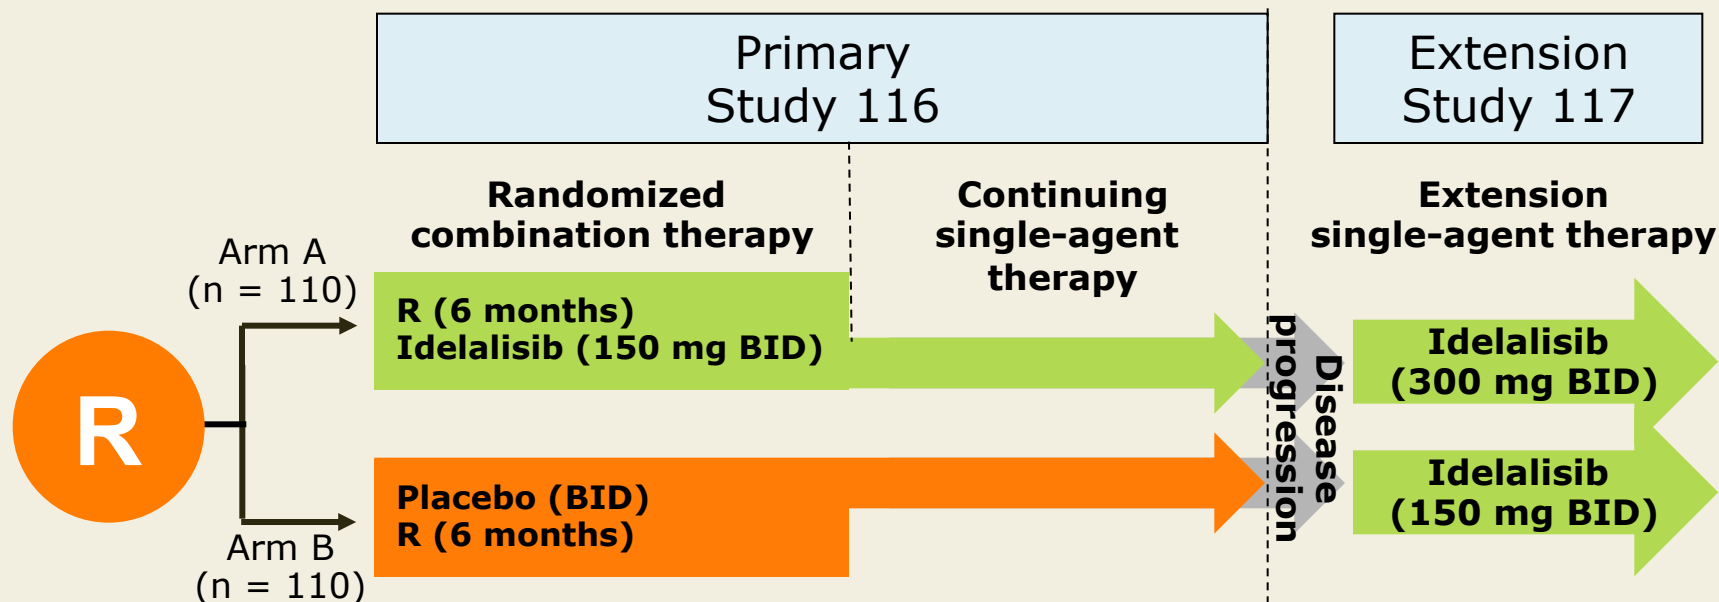 Primary
Study 116
Extension
Study 117
Randomized
combination therapy
Continuing
single-agent
therapy
Extension
single-agent therapy
Arm A
(n = 110)
R (6 months)
Idelalisib (150 mg BID)
R
Disease
progression
Idelalisib
(300 mg BID)
Placebo (BID)
R (6 months)
Idelalisib
(150 mg BID)
Arm B
(n = 110)